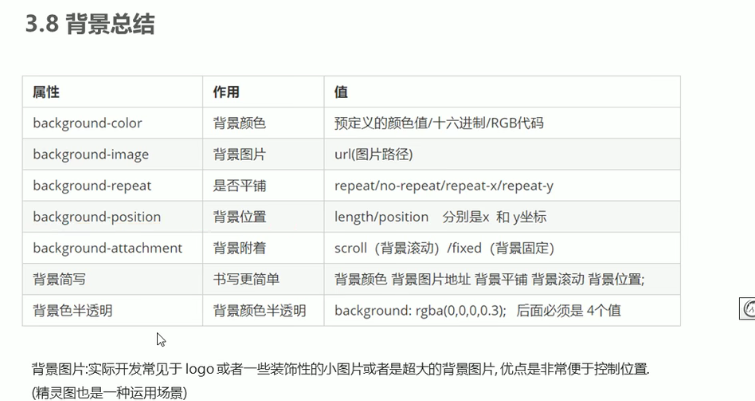 3.8 背景总结
属性 作用 值
background-color 背景颜色 预定义的颜色值/十六进制/RGB代码
background-image 背景图片 url(图片路径)
background-repeat 是否平铺 repeat/no-repeat/repeat-x/repeat-y
background-position 背景位置 length/position 分别是x 和 y坐标
background-attachment 背景附着 scroll（背景滚动）/fixed（背景固定）
背景简写 书写更简单 背景颜色 背景图片地址 背景平铺 背景滚动 背景位置;
背景色半透明 背景颜色半透明 background: rgba(0,0,0,0.3); 后面必须是 4个值
背景图片:实际开发常见于 logo 或者一些装饰性的小图片或者是超大的背景图片, 优点是非常便于控制位置.
(精灵图也是一种运用场景)